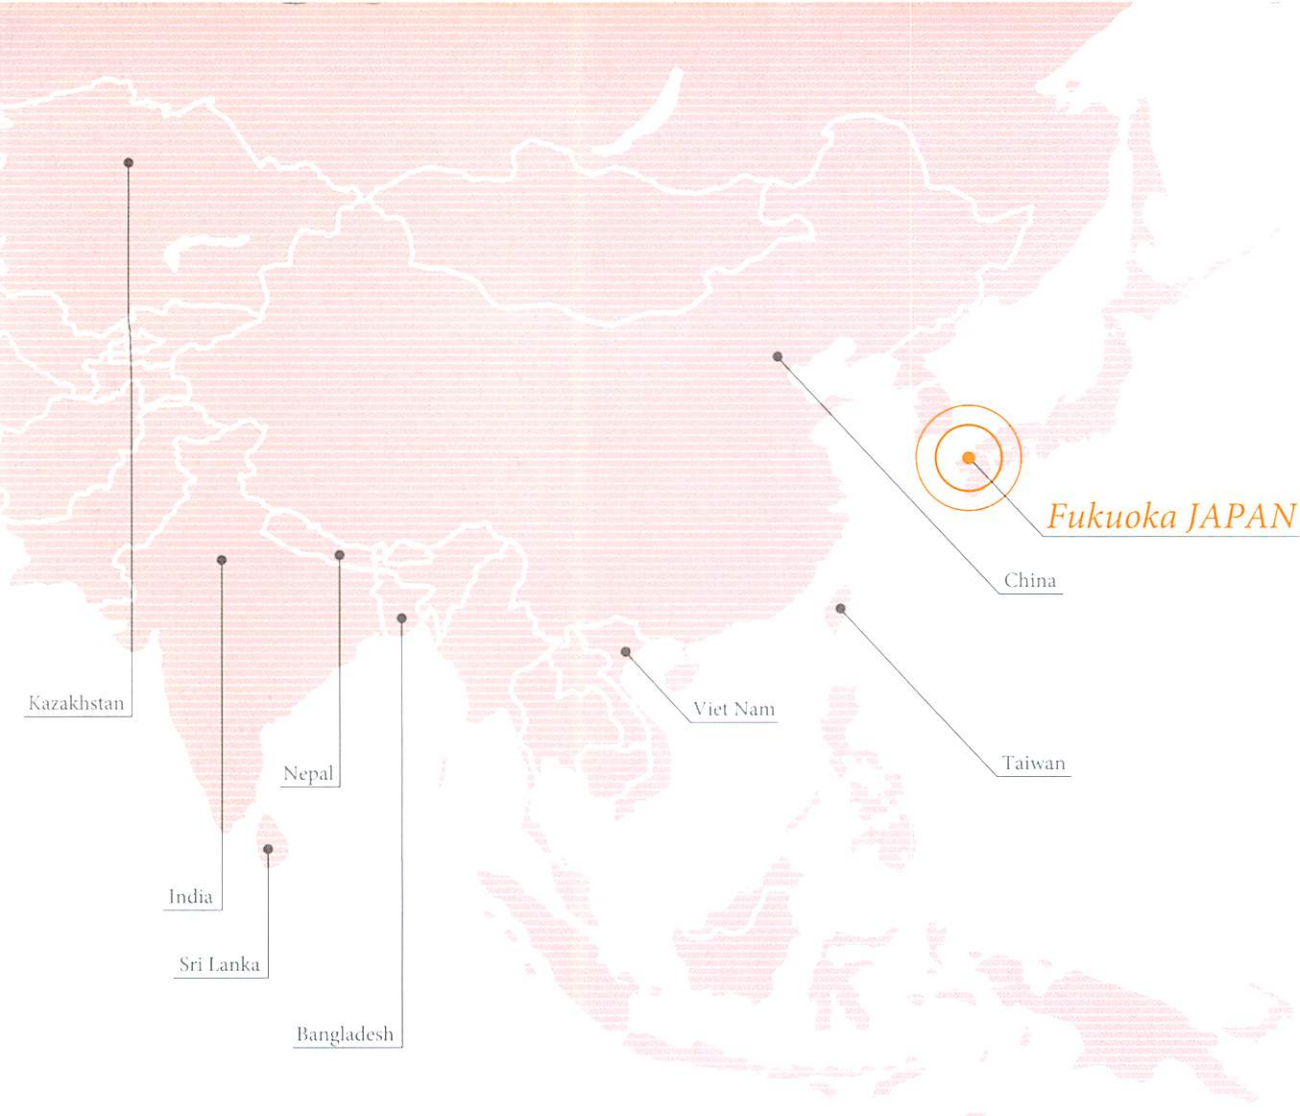 Fukuoka JAPAN
China
Kazakhstan
Viet Nam
Taiwan
Nepal
India
Sri Lanka
Bangladesh